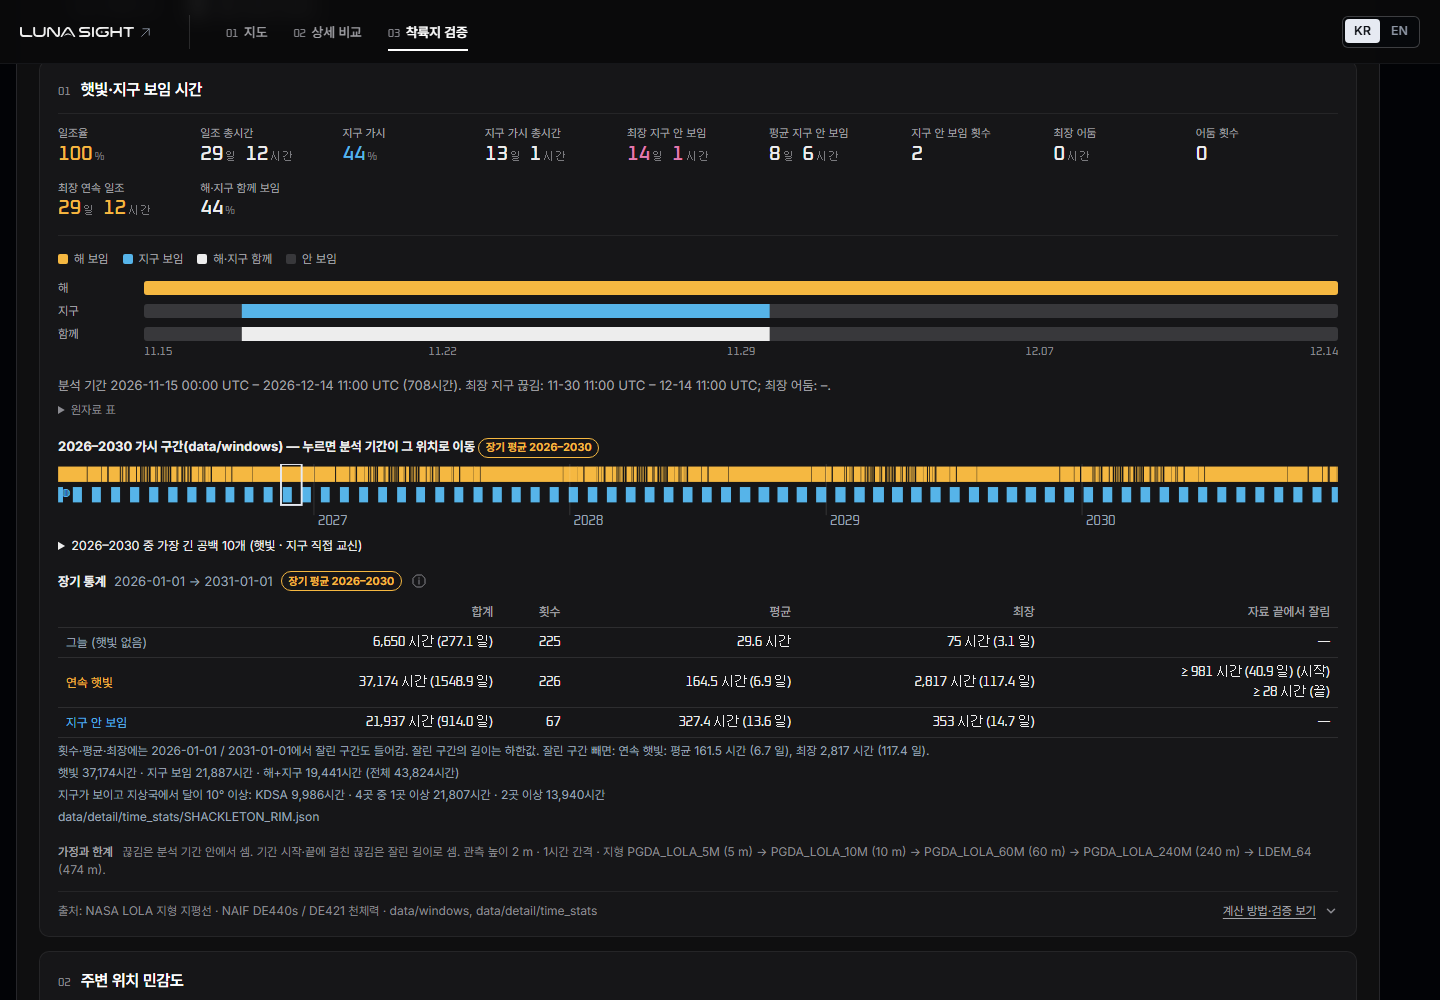 LUNA SIGHT ↗
01 지도
02 상세 비교
03 착륙지 검증
KR EN
01 햇빛·지구 보임 시간
일조율
100%
일조 총시간
29일 12시간
지구 가시
44%
지구 가시 총시간
13일 1시간
최장 지구 안 보임
14일 1시간
평균 지구 안 보임
8일 6시간
지구 안 보임 횟수
2
최장 어둠
0시간
어둠 횟수
0
최장 연속 일조
29일 12시간
해·지구 함께 보임
44%
해 보임 지구 보임 해·지구 함께 안 보임
해
지구
함께
11.15 11.22 11.29 12.07 12.14
분석 기간 2026-11-15 00:00 UTC – 2026-12-14 11:00 UTC (708시간). 최장 지구 끊김: 11-30 11:00 UTC – 12-14 11:00 UTC; 최장 어둠: –.
▶ 원자료 표
2026–2030 가시 구간(data/windows) — 누르면 분석 기간이 그 위치로 이동 장기 평균 2026–2030
2027 2028 2029 2030
▶ 2026–2030 중 가장 긴 공백 10개 (햇빛 · 지구 직접 교신)
장기 통계 2026-01-01 → 2031-01-01 장기 평균 2026–2030 ⓘ
합계 횟수 평균 최장 자료 끝에서 잘림
그늘 (햇빛 없음) 6,650 시간 (277.1 일) 225 29.6 시간 75 시간 (3.1 일) —
연속 햇빛 37,174 시간 (1548.9 일) 226 164.5 시간 (6.9 일) 2,817 시간 (117.4 일) ≥ 981 시간 (40.9 일) (시작)
≥ 28 시간 (끝)
지구 안 보임 21,937 시간 (914.0 일) 67 327.4 시간 (13.6 일) 353 시간 (14.7 일) —
횟수·평균·최장에는 2026-01-01 / 2031-01-01에서 잘린 구간도 들어감. 잘린 구간의 길이는 하한값. 잘린 구간 빼면: 연속 햇빛: 평균 161.5 시간 (6.7 일), 최장 2,817 시간 (117.4 일).
햇빛 37,174시간 · 지구 보임 21,887시간 · 해+지구 19,441시간 (전체 43,824시간)
지구가 보이고 지상국에서 달이 10° 이상: KDSA 9,986시간 · 4곳 중 1곳 이상 21,807시간 · 2곳 이상 13,940시간
data/detail/time_stats/SHACKLETON_RIM.json
가정과 한계 끊김은 분석 기간 안에서 셈. 기간 시작·끝에 걸친 끊김은 잘린 길이로 셈. 관측 높이 2 m · 1시간 간격 · 지형 PGDA_LOLA_5M (5 m) → PGDA_LOLA_10M (10 m) → PGDA_LOLA_60M (60 m) → PGDA_LOLA_240M (240 m) → LDEM_64
(474 m).
출처: NASA LOLA 지형 지평선 · NAIF DE440s / DE421 천체력 · data/windows, data/detail/time_stats
계산 방법·검증 보기
02 주변 위치 민감도